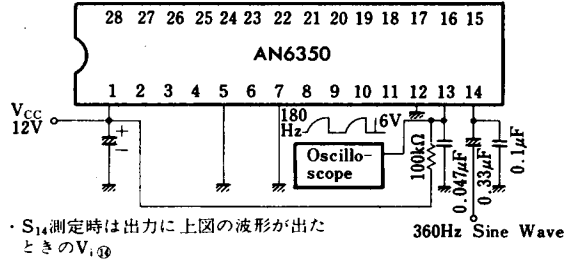 28 27 26 25 24 23 22 21 20 19 18 17 16 15
AN6350
1 2 3 4 5 6 7 8 9 10 11 12 13 14
VCC
12V
+
−
180
Hz
6V
Oscillo-
scope
100kΩ
0.047μF
0.33μF
0.1μF
360Hz Sine Wave
・S14測定時は出力に上図の波形が出た
ときのVi⑭